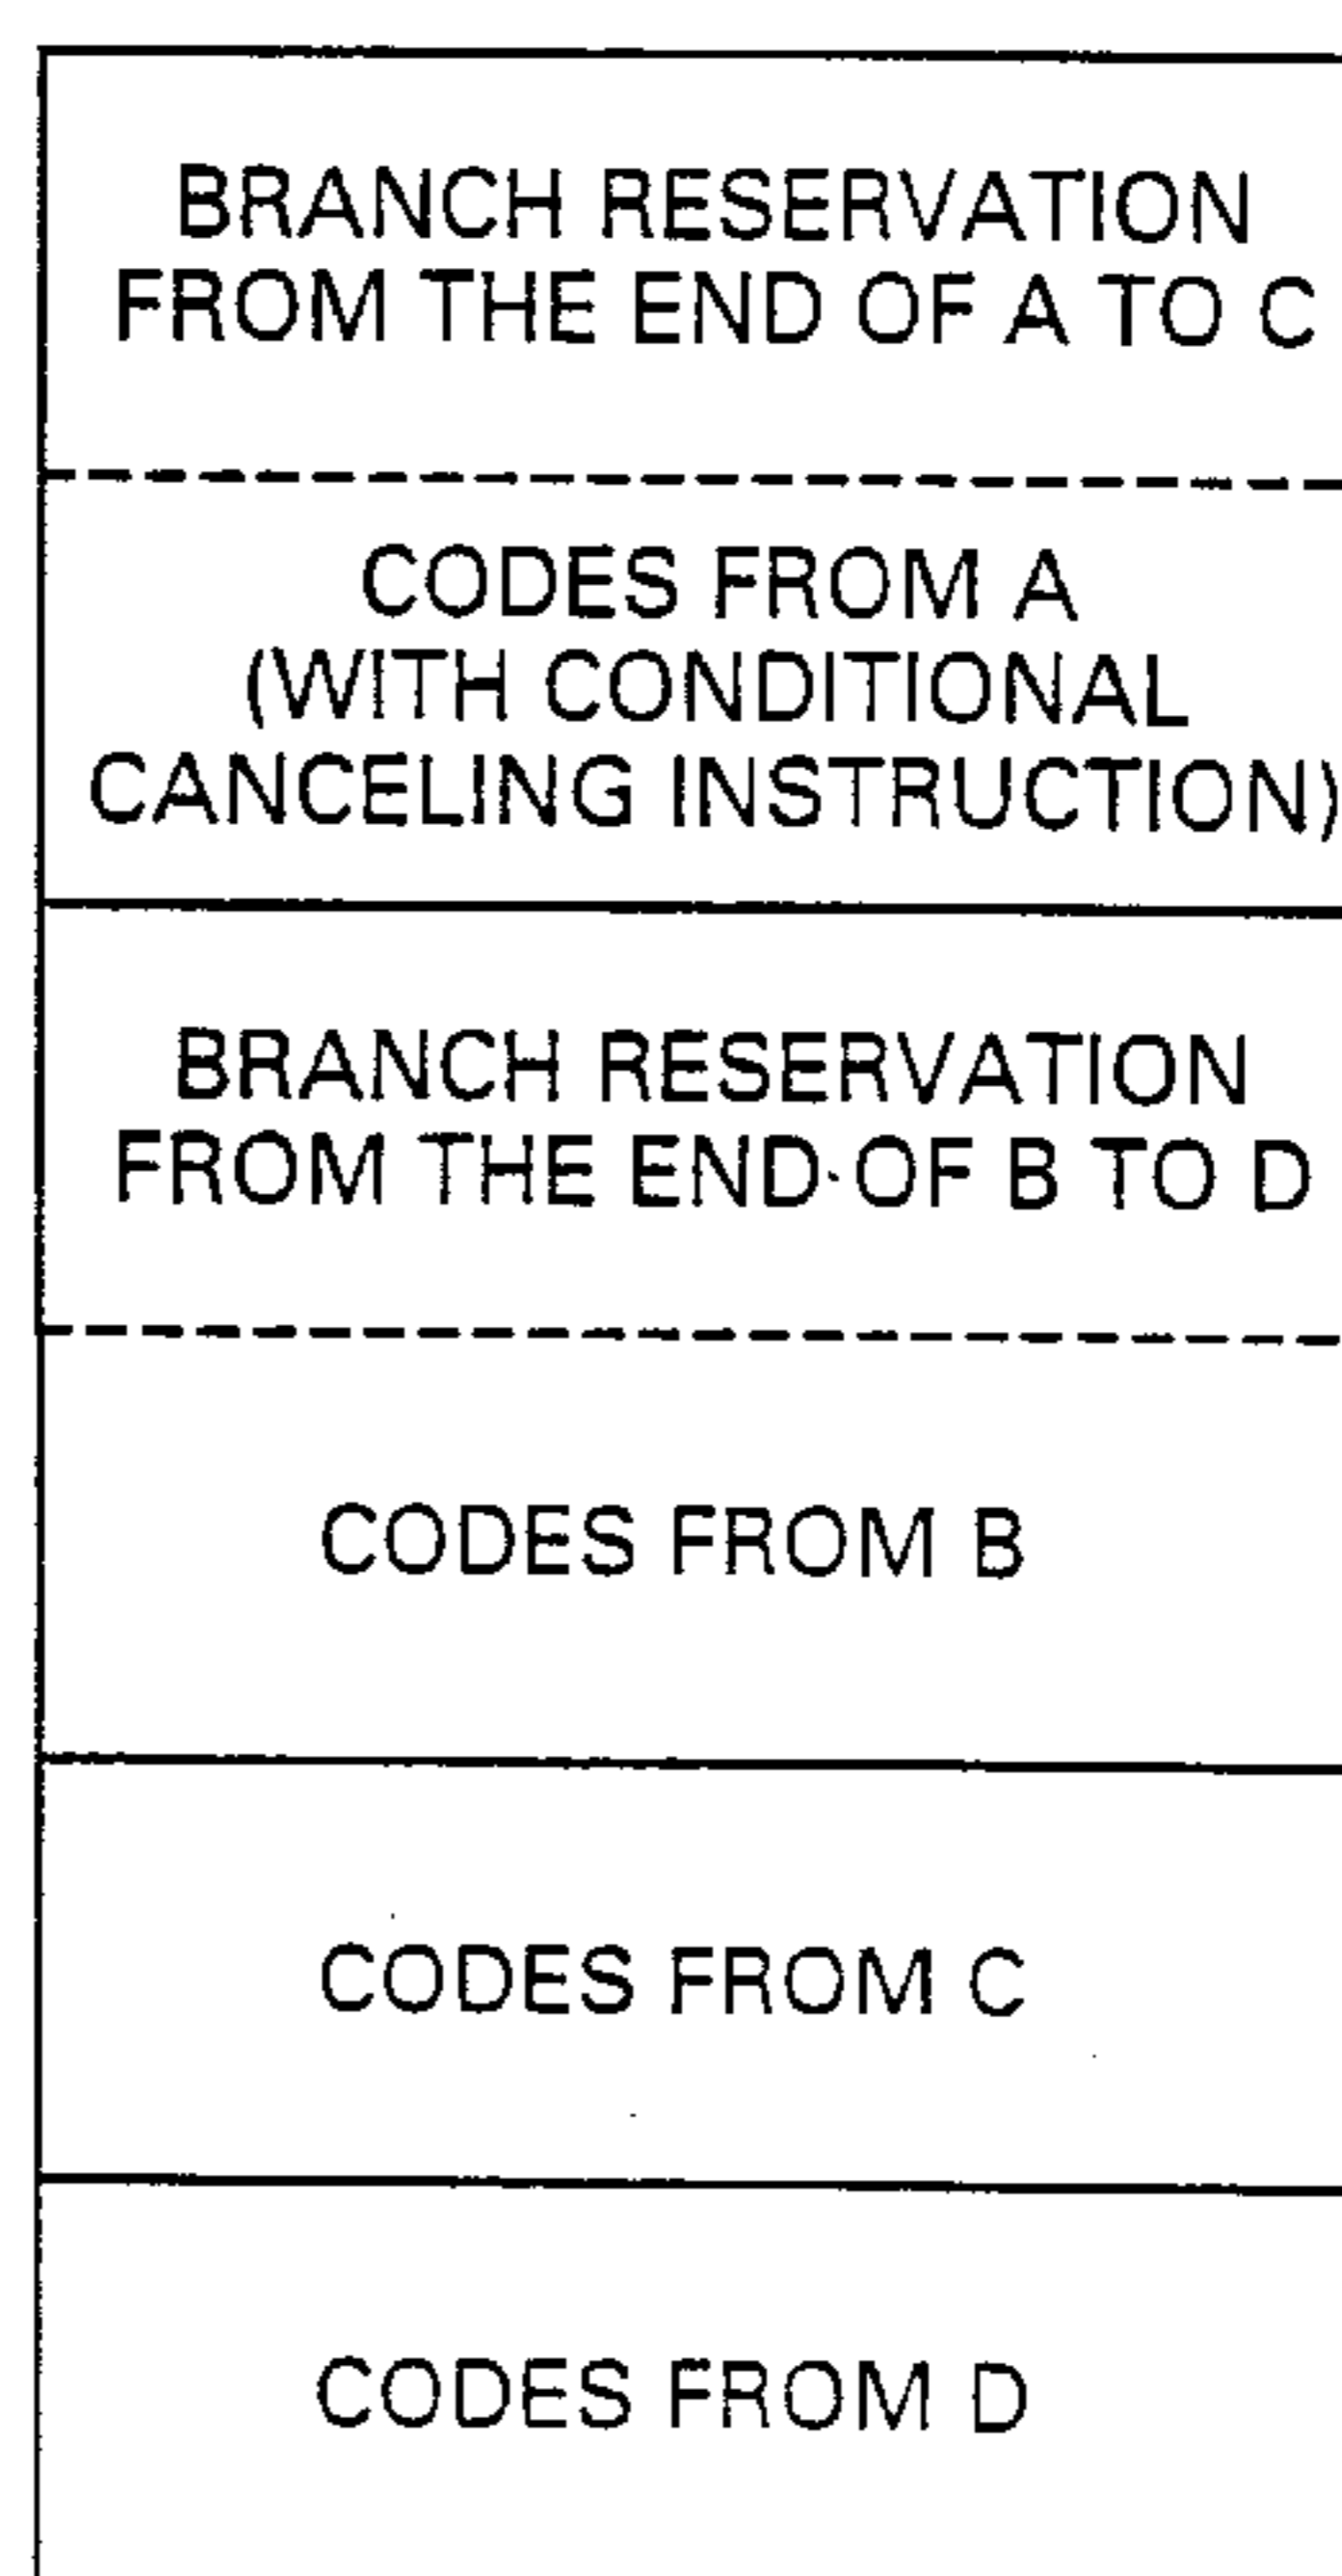 BRANCH RESERVATION
FROM THE END OF A TO C
CODES FROM A
(WITH CONDITIONAL
CANCELING INSTRUCTION)
BRANCH RESERVATION
FROM THE END OF B TO D
CODES FROM B
CODES FROM C
CODES FROM D